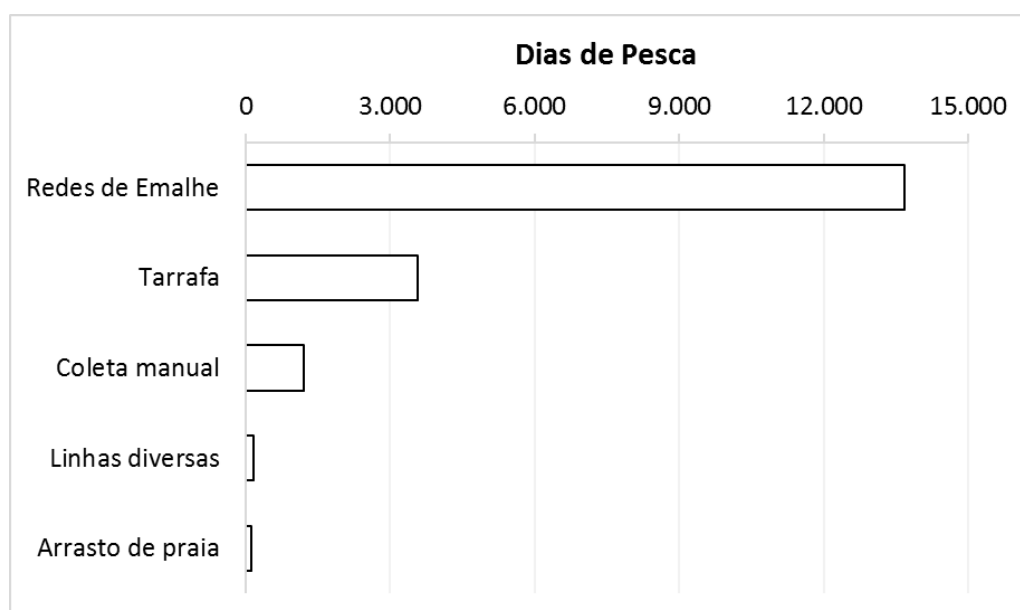 Dias de Pesca
0 3.000 6.000 9.000 12.000 15.000
Redes de Emalhe
Tarrafa
Coleta manual
Linhas diversas
Arrasto de praia